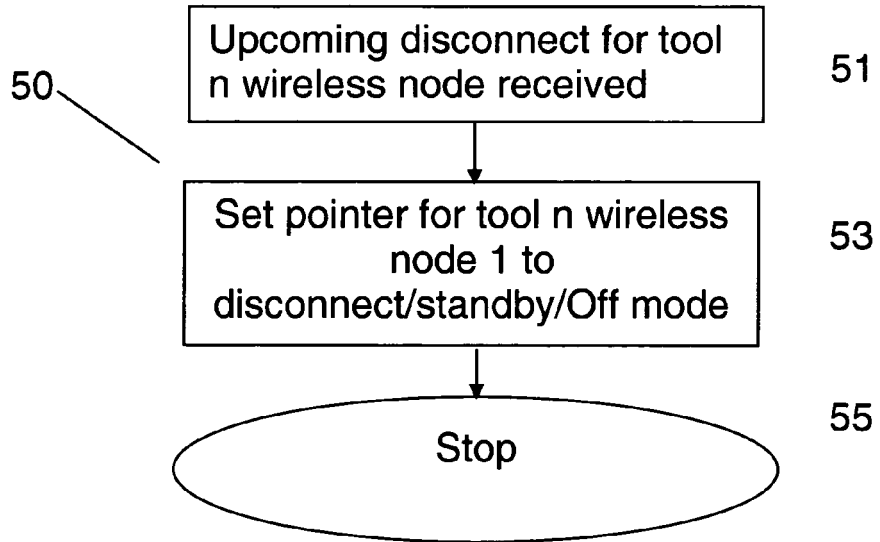 Upcoming disconnect for tool
n wireless node received
51
50
Set pointer for tool n wireless
node 1 to
disconnect/standby/Off mode
53
Stop
55